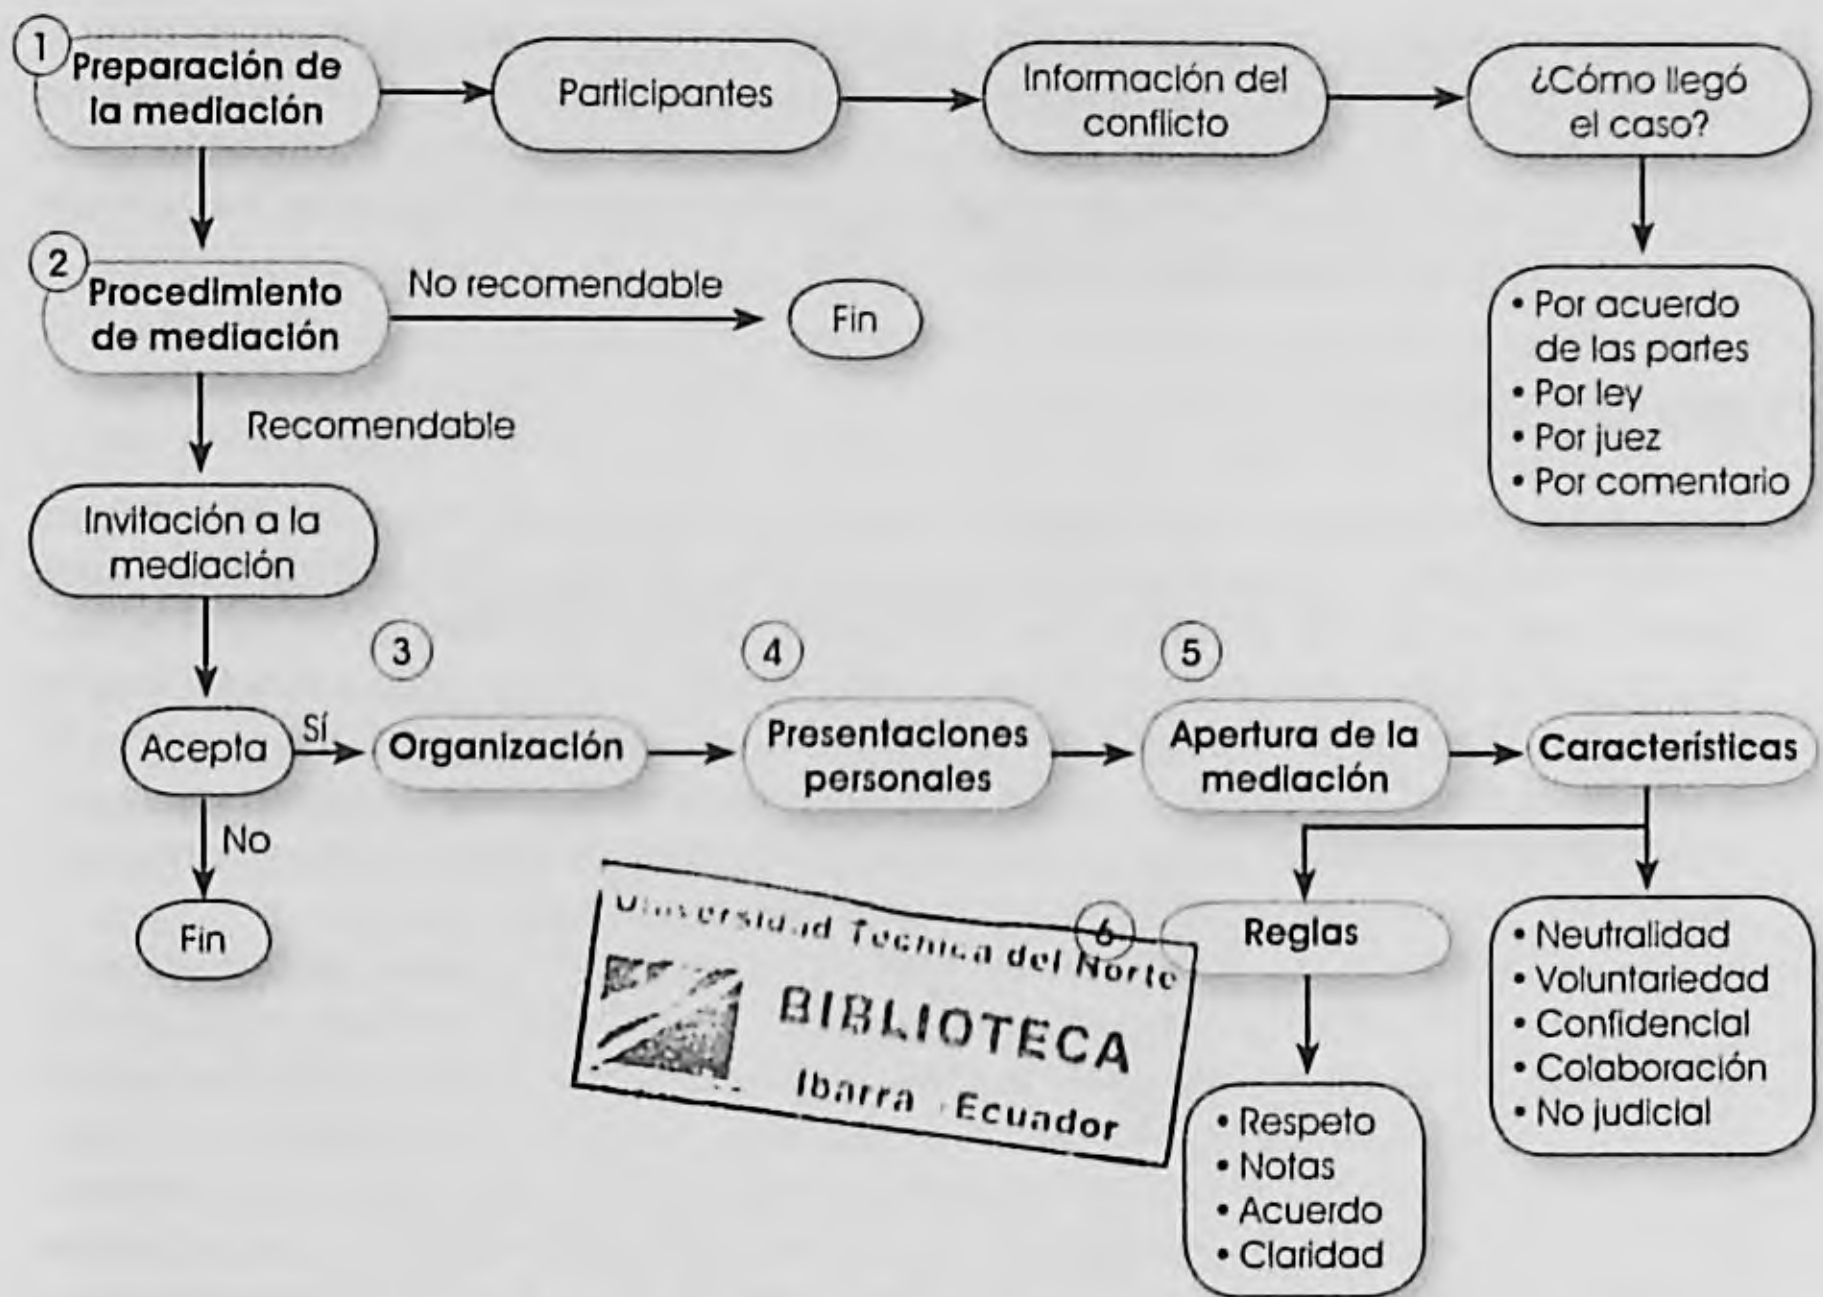 1
Preparación de
la mediación
Participantes
Información del
conflicto
¿Cómo llegó
el caso?
• Por acuerdo
de las partes
• Por ley
• Por juez
• Por comentario
2
Procedimiento
de mediación
No recomendable
Fin
Recomendable
Invitación a la
mediación
Acepta
Sí
No
Fin
3
Organización
4
Presentaciones
personales
5
Apertura de la
mediación
Características
• Neutralidad
• Voluntariedad
• Confidencial
• Colaboración
• No judicial
6
Reglas
• Respeto
• Notas
• Acuerdo
• Claridad
Universidad Tecnica del Norte
BIBLIOTECA
Ibarra - Ecuador